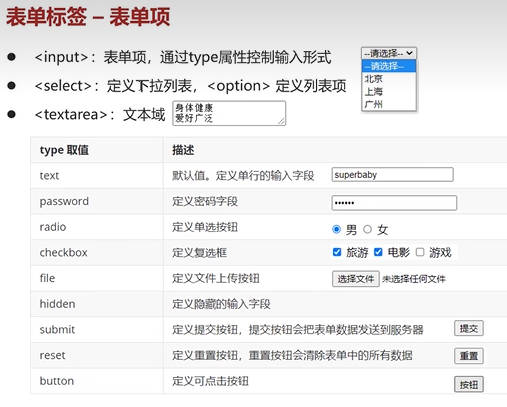 表单标签 – 表单项
● <input>：表单项，通过type属性控制输入形式
--请选择--
--请选择--
北京
上海
广州
● <select>：定义下拉列表，<option> 定义列表项
● <textarea>：文本域
身体健康
爱好广泛
type 取值 描述
text 默认值。定义单行的输入字段 superbaby
password 定义密码字段 ••••••
radio 定义单选按钮 男 女
checkbox 定义复选框 旅游 电影 游戏
file 定义文件上传按钮 选择文件 未选择任何文件
hidden 定义隐藏的输入字段
submit 定义提交按钮，提交按钮会把表单数据发送到服务器 提交
reset 定义重置按钮，重置按钮会清除表单中的所有数据 重置
button 定义可点击按钮 按钮